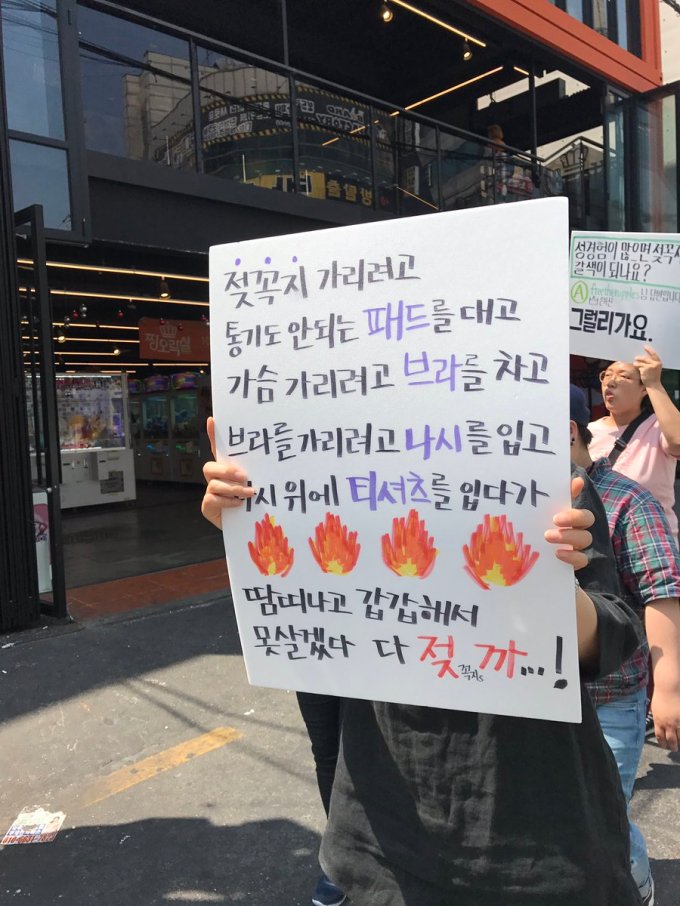 젖꼭지 가리려고
통기도 안되는 패드를 대고
가슴 가리려고 브라를 차고
브라를 가리려고 나시를 입고
시 위에 티셔츠를 입다가
땀띠나고 갑갑해서
못살겠다 다 젖꼭지s 까...!
성경험이 많으면 젖꼭지
갈색이 되나요?
A
그럴리가요.
찡오락실